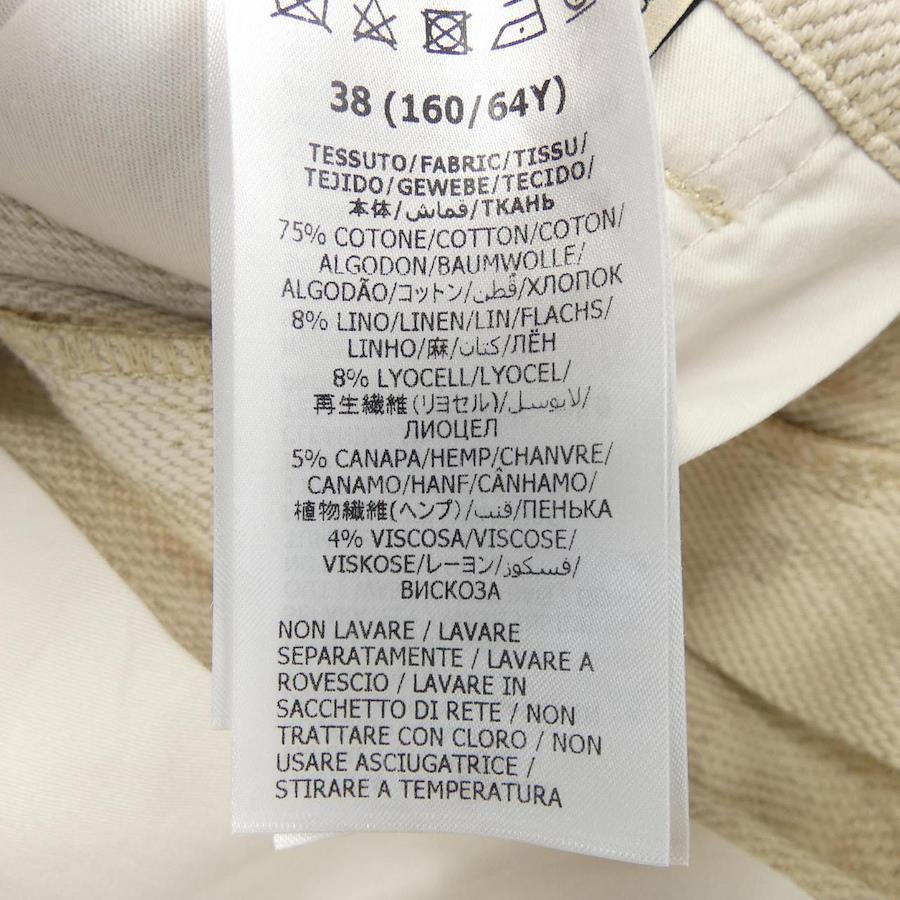 38 (160/64Y)
TESSUTO/FABRIC/TISSU/
TEJIDO/GEWEBE/TECIDO/
本体/قماش/ТКАНЬ
75% COTONE/COTTON/COTON/
ALGODON/BAUMWOLLE/
ALGODÃO/コットン/قطن/ХЛОПОК
8% LINO/LINEN/LIN/FLACHS/
LINHO/麻/كتان/ЛЁН
8% LYOCELL/LYOCEL/
再生繊維(リヨセル)/لايوسل/
ЛИОЦЕЛ
5% CANAPA/HEMP/CHANVRE/
CANAMO/HANF/CÂNHAMO/
植物繊維(ヘンプ)/قنب/ПЕНЬКА
4% VISCOSA/VISCOSE/
VISKOSE/レーヨン/فسكوز/
ВИСКОЗА
NON LAVARE / LAVARE
SEPARATAMENTE / LAVARE A
ROVESCIO / LAVARE IN
SACCHETTO DI RETE / NON
TRATTARE CON CLORO / NON
USARE ASCIUGATRICE /
STIRARE A TEMPERATURA